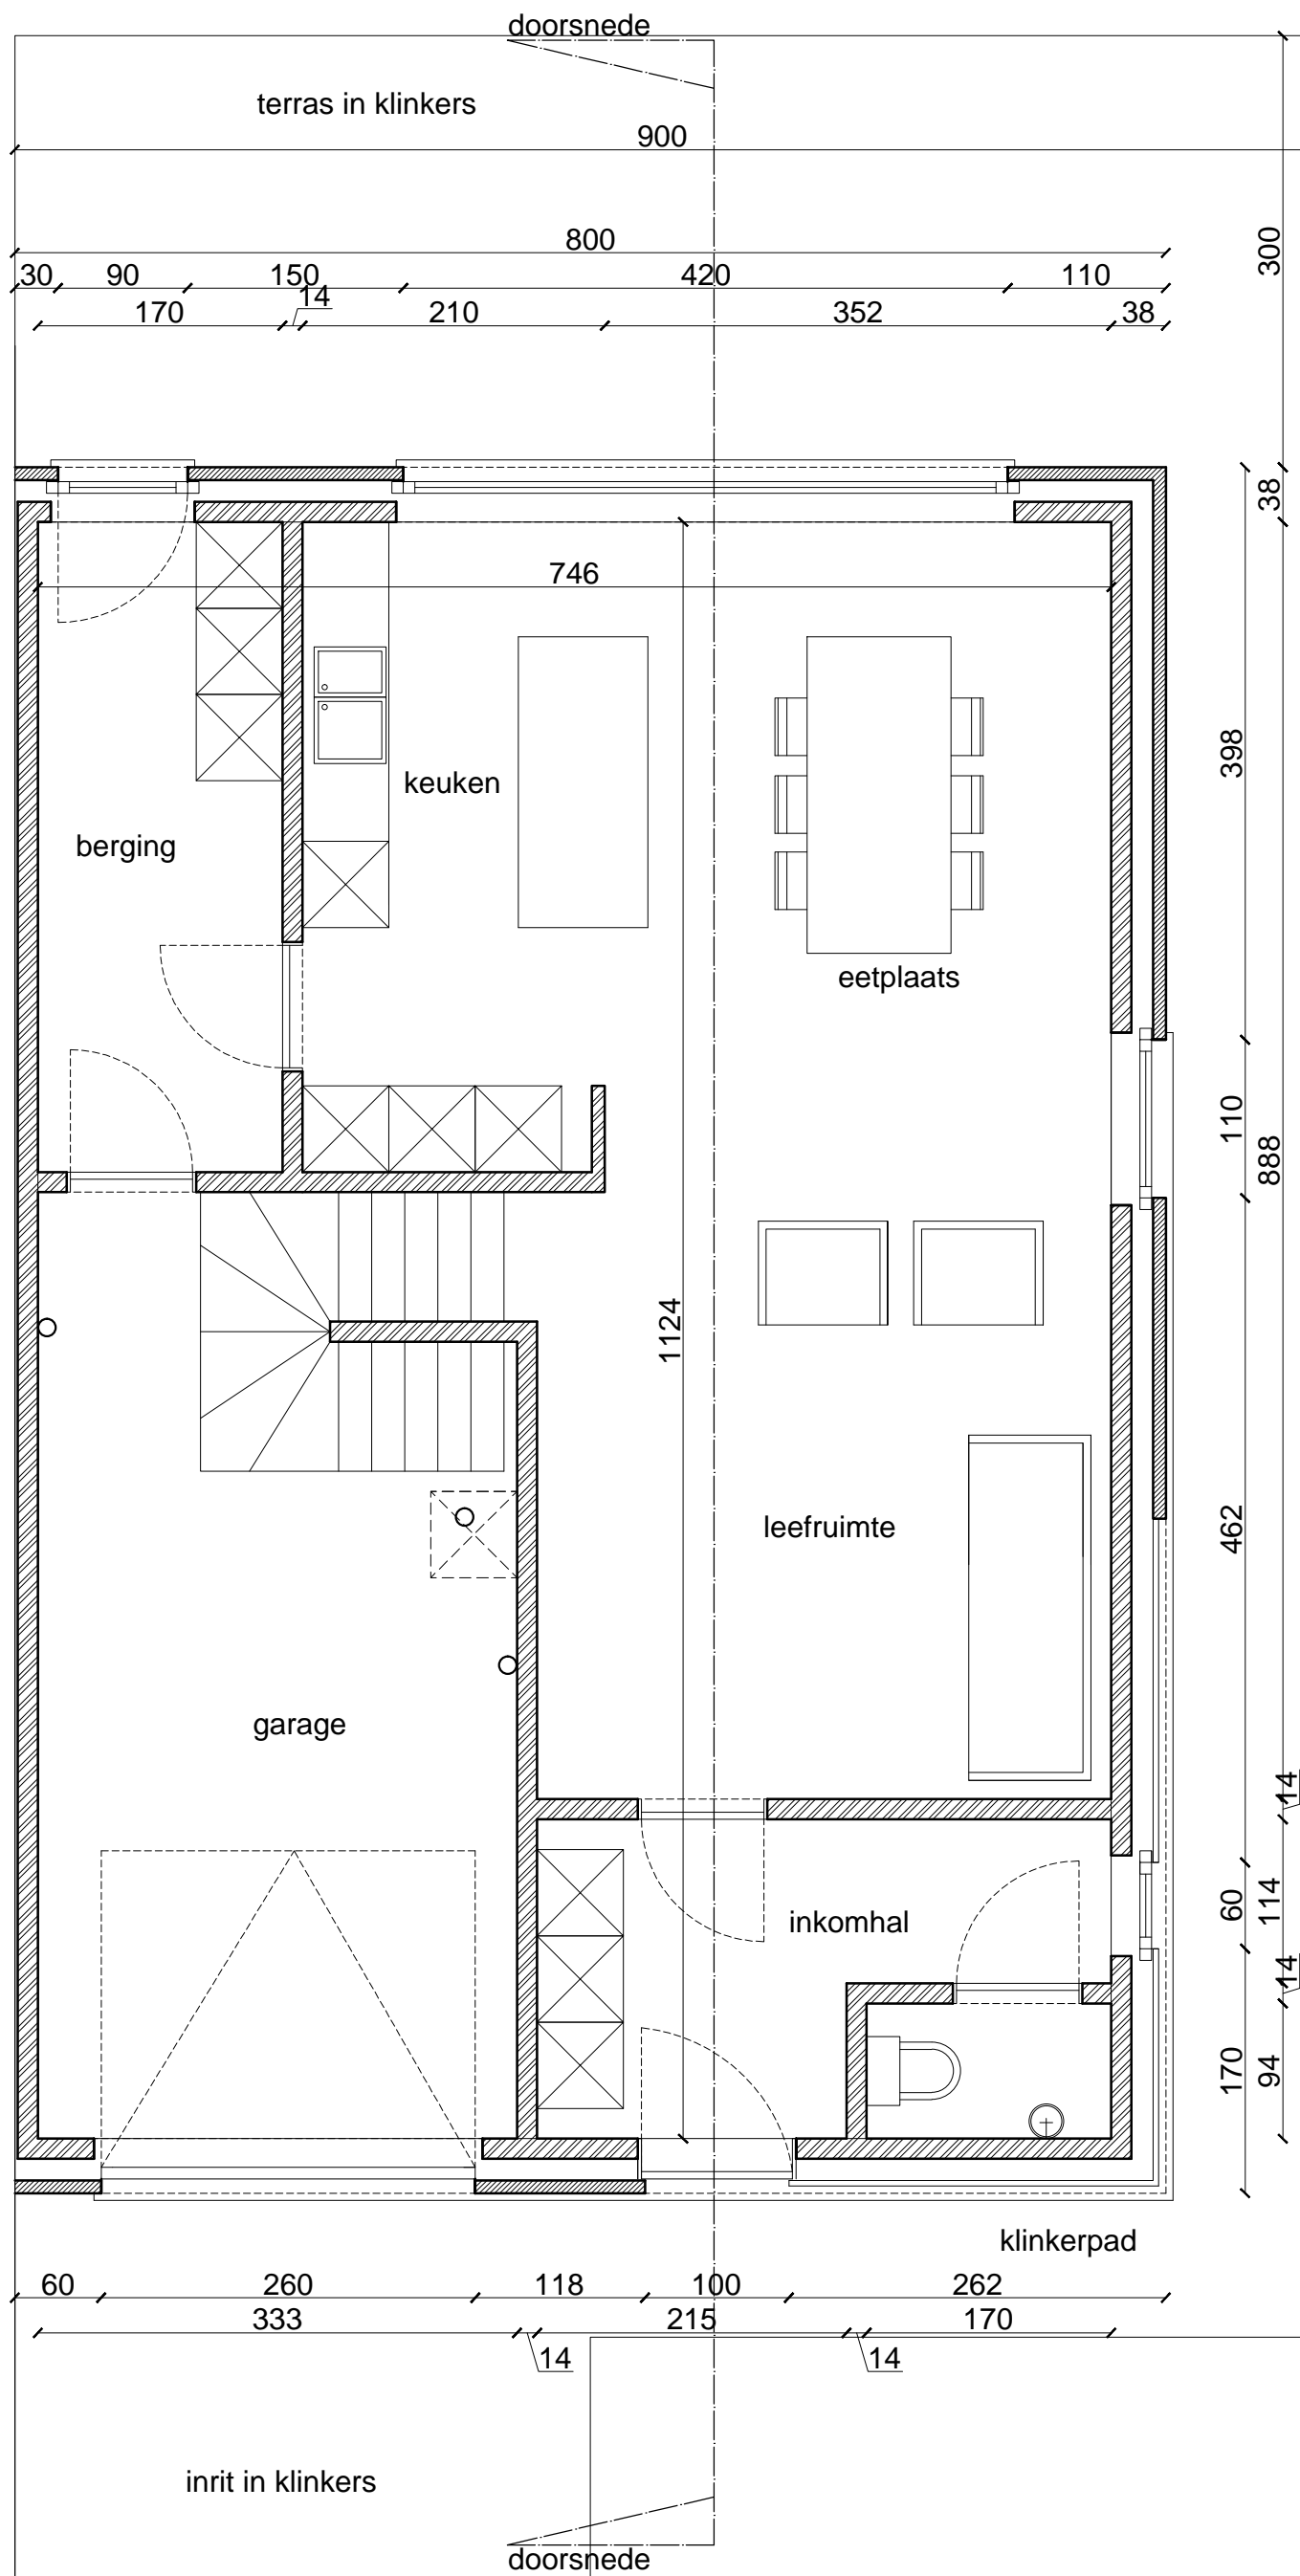 doorsnede
terras in klinkers
900
800
300
30 90 150 420 110
14
170 210 352 38
38
746
398
keuken
berging
eetplaats
110
888
1124
462
leefruimte
garage
14
60
114
inkomhal
14
170
94
klinkerpad
60 260 118 100 262
333 215 170
14 14
inrit in klinkers
doorsnede